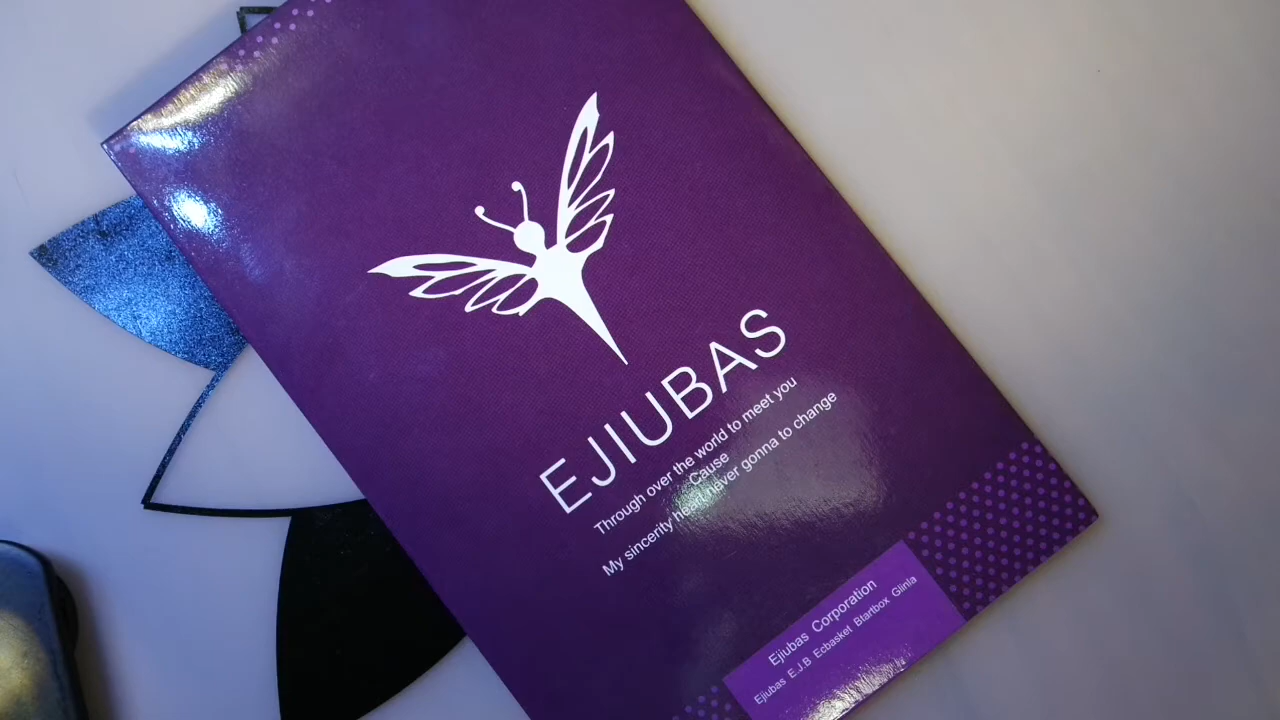 EJIUBAS
Through over the world to meet you
Cause
My sincerity heart never gonna to change
Ejiubas Corporation
Ejiubas E.J.B Ecbasket Btartbox Glinla